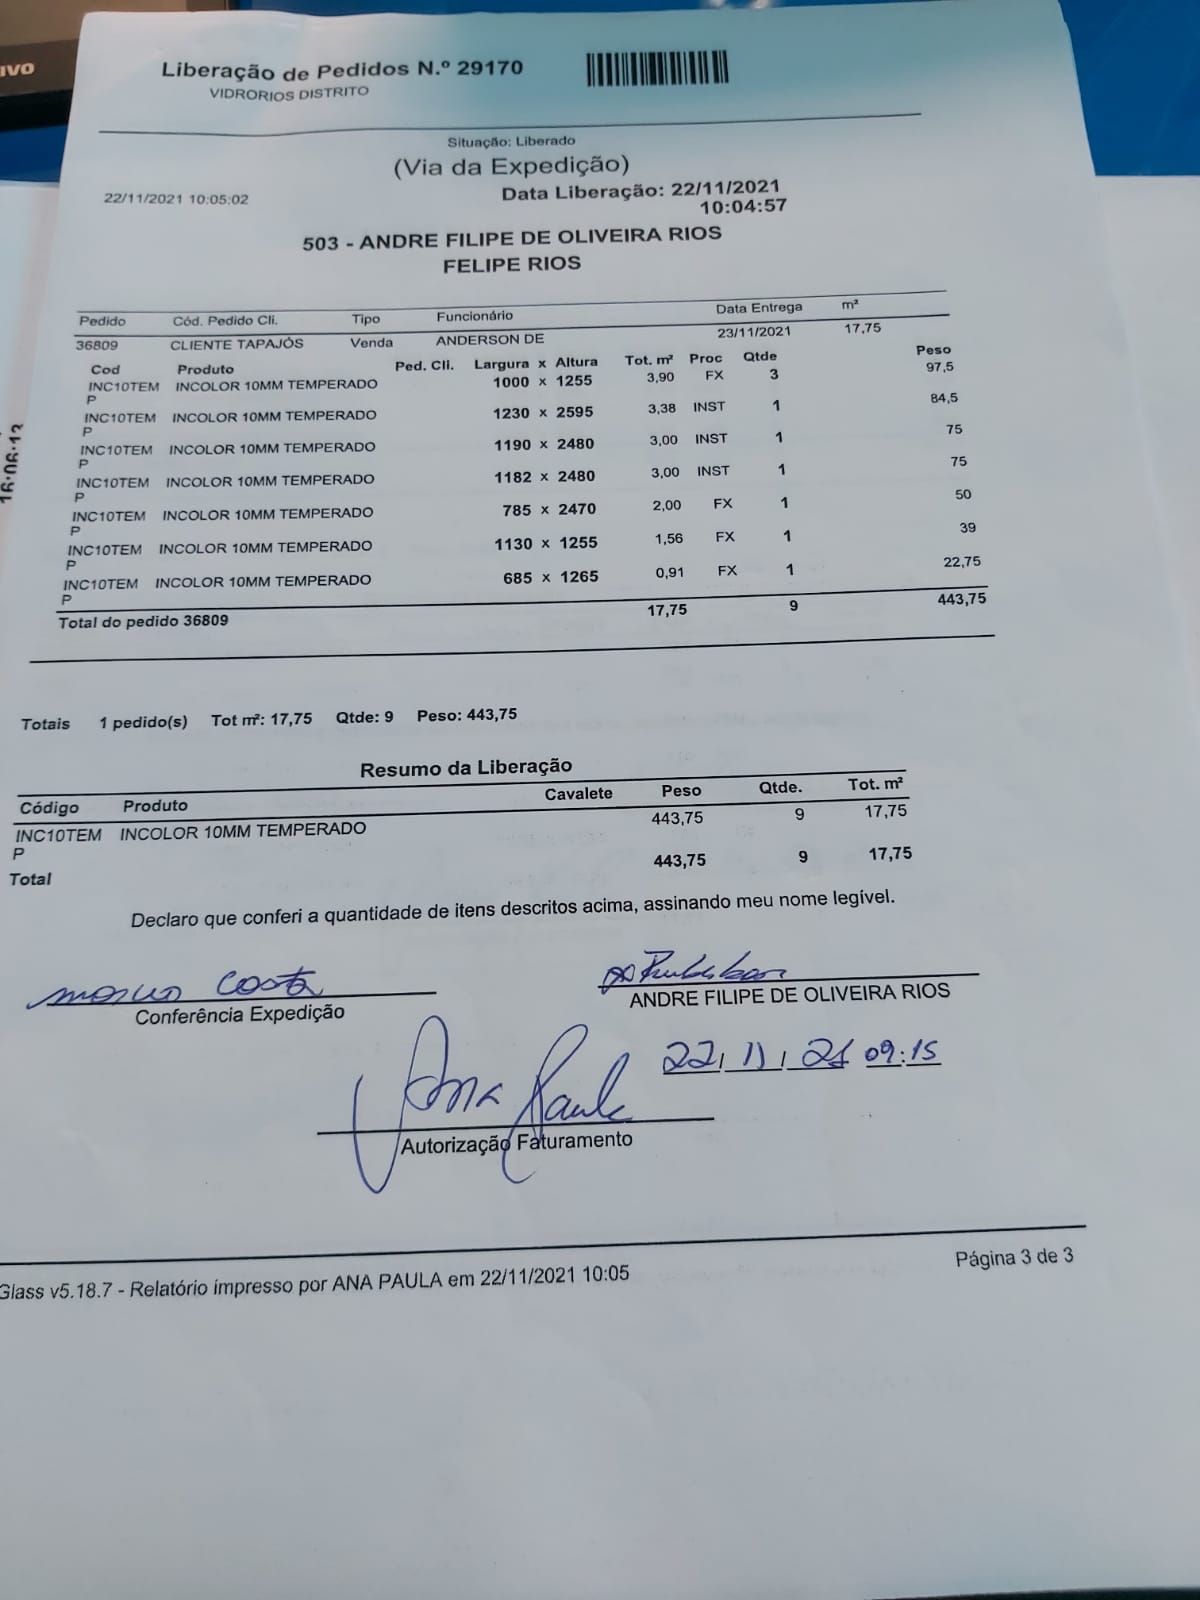 IVO
Liberação de Pedidos N.º 29170
VIDRORIOS DISTRITO
Situação: Liberado
(Via da Expedição)
22/11/2021 10:05:02
Data Liberação: 22/11/2021
10:04:57
503 - ANDRE FILIPE DE OLIVEIRA RIOS
FELIPE RIOS
Pedido Cód. Pedido Cli. Tipo Funcionário Data Entrega m²
36809 CLIENTE TAPAJÓS Venda ANDERSON DE 23/11/2021 17,75
Cod Produto Ped. Cli. Largura x Altura Tot. m² Proc Qtde Peso
INC10TEM INCOLOR 10MM TEMPERADO 1000 x 1255 3,90 FX 3 97,5
P
INC10TEM INCOLOR 10MM TEMPERADO 1230 x 2595 3,38 INST 1 84,5
P
INC10TEM INCOLOR 10MM TEMPERADO 1190 x 2480 3,00 INST 1 75
P
INC10TEM INCOLOR 10MM TEMPERADO 1182 x 2480 3,00 INST 1 75
P
INC10TEM INCOLOR 10MM TEMPERADO 785 x 2470 2,00 FX 1 50
P
INC10TEM INCOLOR 10MM TEMPERADO 1130 x 1255 1,56 FX 1 39
P
INC10TEM INCOLOR 10MM TEMPERADO 685 x 1265 0,91 FX 1 22,75
P
Total do pedido 36809 17,75 9 443,75
Totais 1 pedido(s) Tot m²: 17,75 Qtde: 9 Peso: 443,75
Resumo da Liberação
Código Produto Cavalete Peso Qtde. Tot. m²
INC10TEM INCOLOR 10MM TEMPERADO 443,75 9 17,75
P
Total 443,75 9 17,75
Declaro que conferi a quantidade de itens descritos acima, assinando meu nome legível.
Costa
Conferência Expedição
ANDRE FILIPE DE OLIVEIRA RIOS
22/11/21 09:15
Ana Paula
Autorização Faturamento
Glass v5.18.7 - Relatório impresso por ANA PAULA em 22/11/2021 10:05
Página 3 de 3